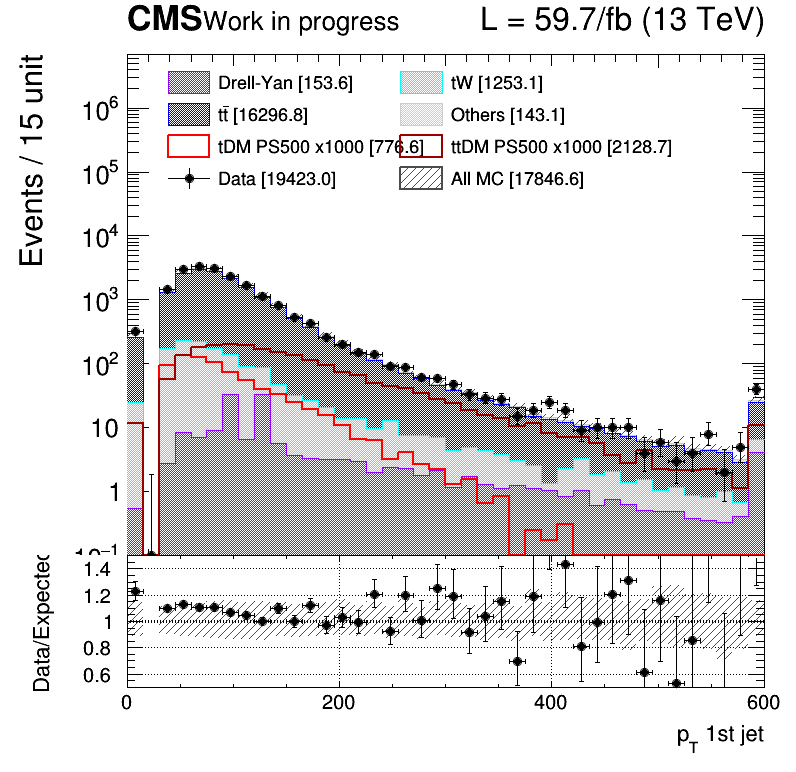 CMS Work in progress L = 59.7/fb (13 TeV)
Events / 15 unit
Drell-Yan [153.6] tW [1253.1]
tt̄ [16296.8] Others [143.1]
tDM PS500 x1000 [776.6] ttDM PS500 x1000 [2128.7]
Data [19423.0] All MC [17846.6]
10⁶
10⁵
10⁴
10³
10²
10
1
10⁻¹
Data/Expected
1.4
1.2
1
0.8
0.6
0 200 400 600
p_T 1st jet